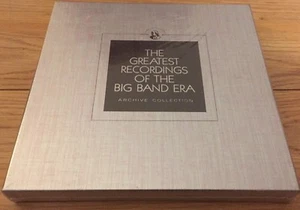 THE
GREATEST
RECORDINGS
OF THE
BIG BAND ERA
ARCHIVE COLLECTION